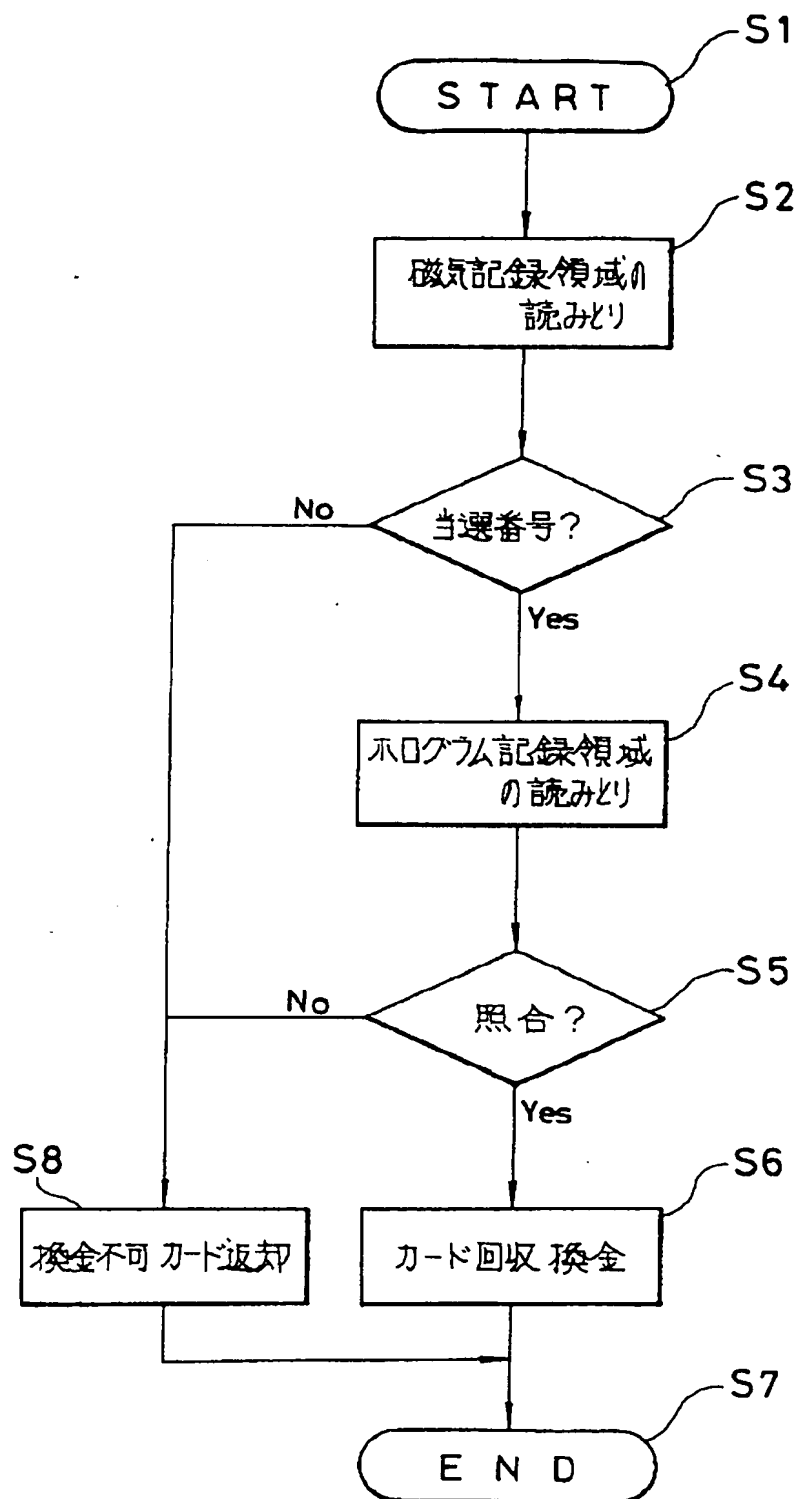 S1
START
S2
磁気記録領域の
読みとり
S3
当選番号?
No
Yes
S4
ホログラム記録領域
の読みとり
S5
照合?
No
Yes
S8
換金不可 カード返却
S6
カード回収 換金
S7
END